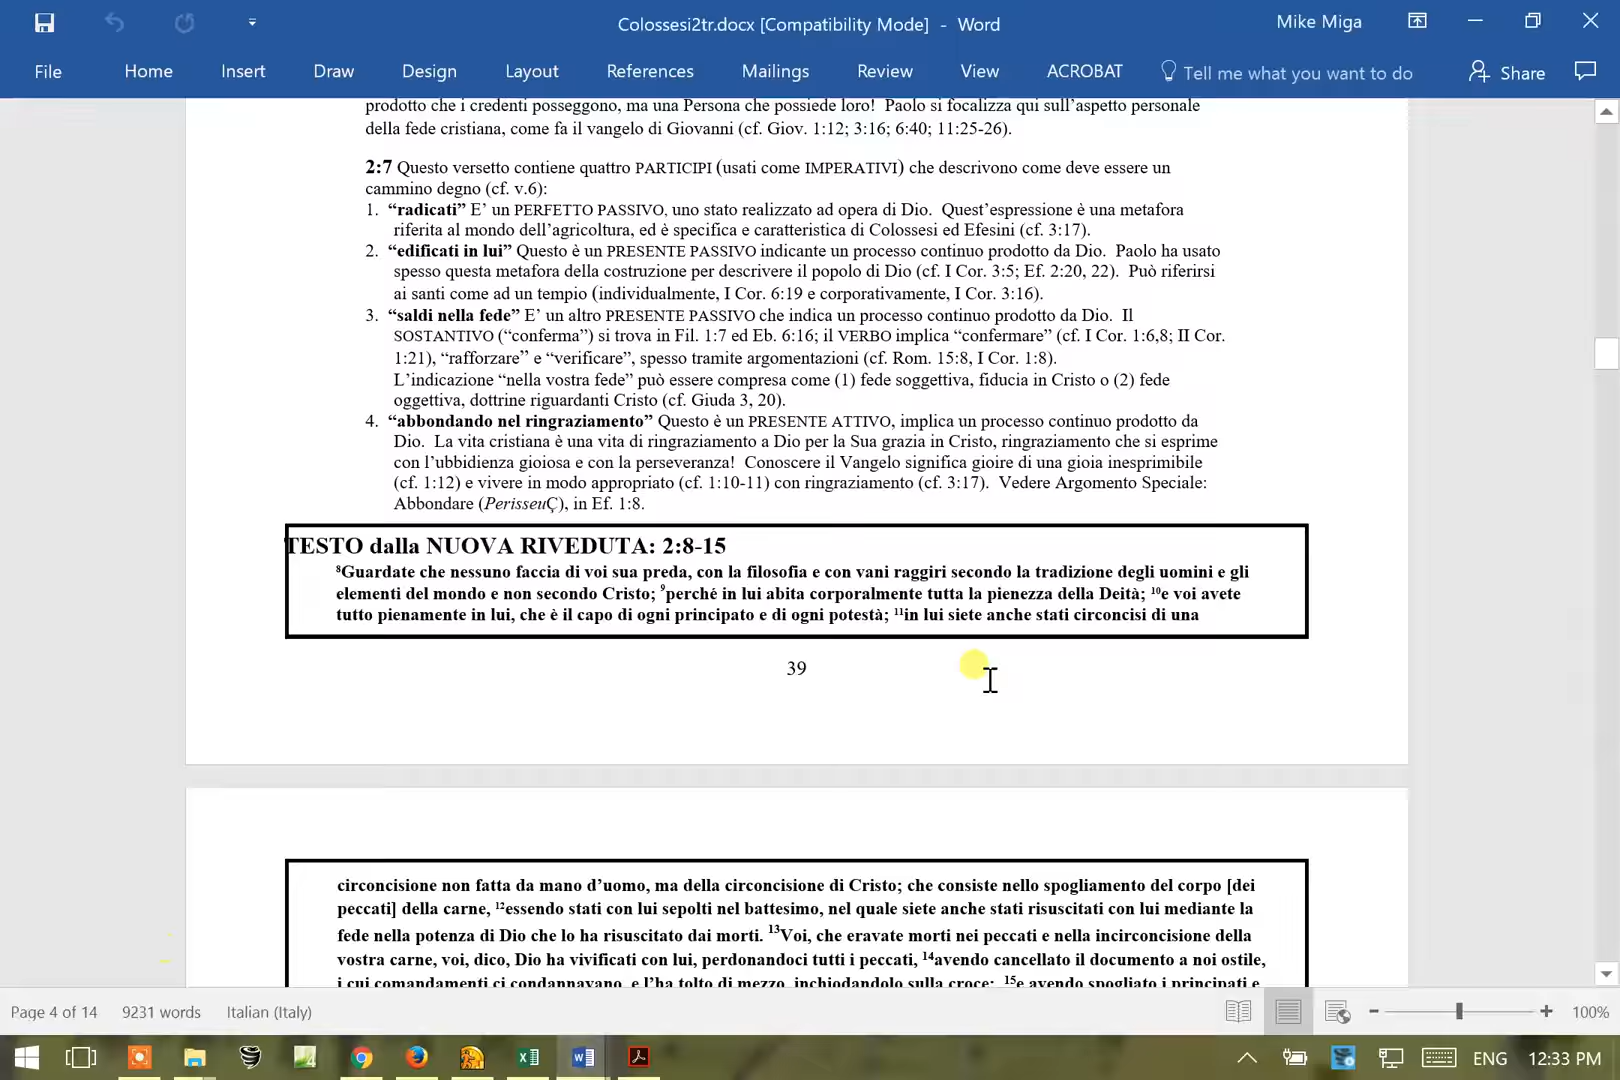 Colossesi2tr.docx [Compatibility Mode] - Word
Mike Miga
File Home Insert Draw Design Layout References Mailings Review View ACROBAT Tell me what you want to do Share
prodotto che i credenti posseggono, ma una Persona che possiede loro! Paolo si focalizza qui sull’aspetto personale
della fede cristiana, come fa il vangelo di Giovanni (cf. Giov. 1:12; 3:16; 6:40; 11:25-26).
2:7 Questo versetto contiene quattro PARTICIPI (usati come IMPERATIVI) che descrivono come deve essere un
cammino degno (cf. v.6):
1. “radicati” E’ un PERFETTO PASSIVO, uno stato realizzato ad opera di Dio. Quest’espressione è una metafora
riferita al mondo dell’agricoltura, ed è specifica e caratteristica di Colossesi ed Efesini (cf. 3:17).
2. “edificati in lui” Questo è un PRESENTE PASSIVO indicante un processo continuo prodotto da Dio. Paolo ha usato
spesso questa metafora della costruzione per descrivere il popolo di Dio (cf. I Cor. 3:5; Ef. 2:20, 22). Può riferirsi
ai santi come ad un tempio (individualmente, I Cor. 6:19 e corporativamente, I Cor. 3:16).
3. “saldi nella fede” E’ un altro PRESENTE PASSIVO che indica un processo continuo prodotto da Dio. Il
SOSTANTIVO (“conferma”) si trova in Fil. 1:7 ed Eb. 6:16; il VERBO implica “confermare” (cf. I Cor. 1:6,8; II Cor.
1:21), “rafforzare” e “verificare”, spesso tramite argomentazioni (cf. Rom. 15:8, I Cor. 1:8).
L’indicazione “nella vostra fede” può essere compresa come (1) fede soggettiva, fiducia in Cristo o (2) fede
oggettiva, dottrine riguardanti Cristo (cf. Giuda 3, 20).
4. “abbondando nel ringraziamento” Questo è un PRESENTE ATTIVO, implica un processo continuo prodotto da
Dio. La vita cristiana è una vita di ringraziamento a Dio per la Sua grazia in Cristo, ringraziamento che si esprime
con l’ubbidienza gioiosa e con la perseveranza! Conoscere il Vangelo significa gioire di una gioia inesprimibile
(cf. 1:12) e vivere in modo appropriato (cf. 1:10-11) con ringraziamento (cf. 3:17). Vedere Argomento Speciale:
Abbondare (PerisseuÇ), in Ef. 1:8.
TESTO dalla NUOVA RIVEDUTA: 2:8-15
⁸Guardate che nessuno faccia di voi sua preda, con la filosofia e con vani raggiri secondo la tradizione degli uomini e gli
elementi del mondo e non secondo Cristo; ⁹perché in lui abita corporalmente tutta la pienezza della Deità; ¹⁰e voi avete
tutto pienamente in lui, che è il capo di ogni principato e di ogni potestà; ¹¹in lui siete anche stati circoncisi di una
39
circoncisione non fatta da mano d’uomo, ma della circoncisione di Cristo; che consiste nello spogliamento del corpo [dei
peccati] della carne, ¹²essendo stati con lui sepolti nel battesimo, nel quale siete anche stati risuscitati con lui mediante la
fede nella potenza di Dio che lo ha risuscitato dai morti. ¹³Voi, che eravate morti nei peccati e nella incirconcisione della
vostra carne, voi, dico, Dio ha vivificati con lui, perdonandoci tutti i peccati, ¹⁴avendo cancellato il documento a noi ostile,
i cui comandamenti ci condannavano, e l’ha tolto di mezzo, inchiodandolo sulla croce; ¹⁵e avendo spogliato i principati e
Page 4 of 14 9231 words Italian (Italy) 100%
ENG 12:33 PM